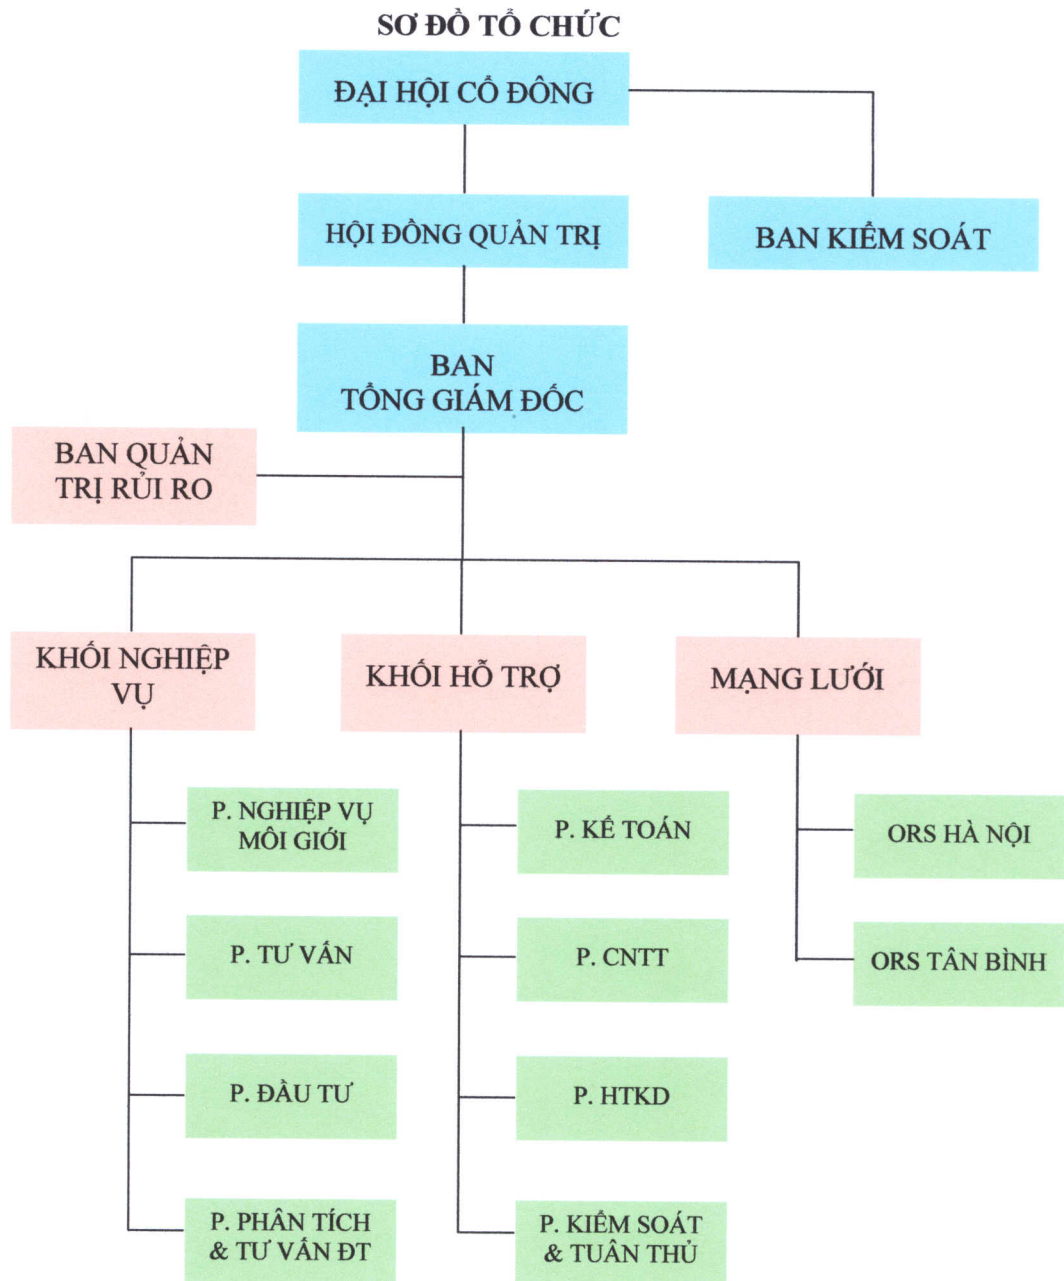 SƠ ĐỒ TỔ CHỨC
ĐẠI HỘI CỔ ĐÔNG
HỘI ĐỒNG QUẢN TRỊ
BAN KIỂM SOÁT
BAN
TỔNG GIÁM ĐỐC
BAN QUẢN
TRỊ RỦI RO
KHỐI NGHIỆP
VỤ
KHỐI HỖ TRỢ
MẠNG LƯỚI
P. NGHIỆP VỤ
MÔI GIỚI
P. KẾ TOÁN
ORS HÀ NỘI
P. TƯ VẤN
P. CNTT
ORS TÂN BÌNH
P. ĐẦU TƯ
P. HTKD
P. PHÂN TÍCH
& TƯ VẤN ĐT
P. KIỂM SOÁT
& TUÂN THỦ